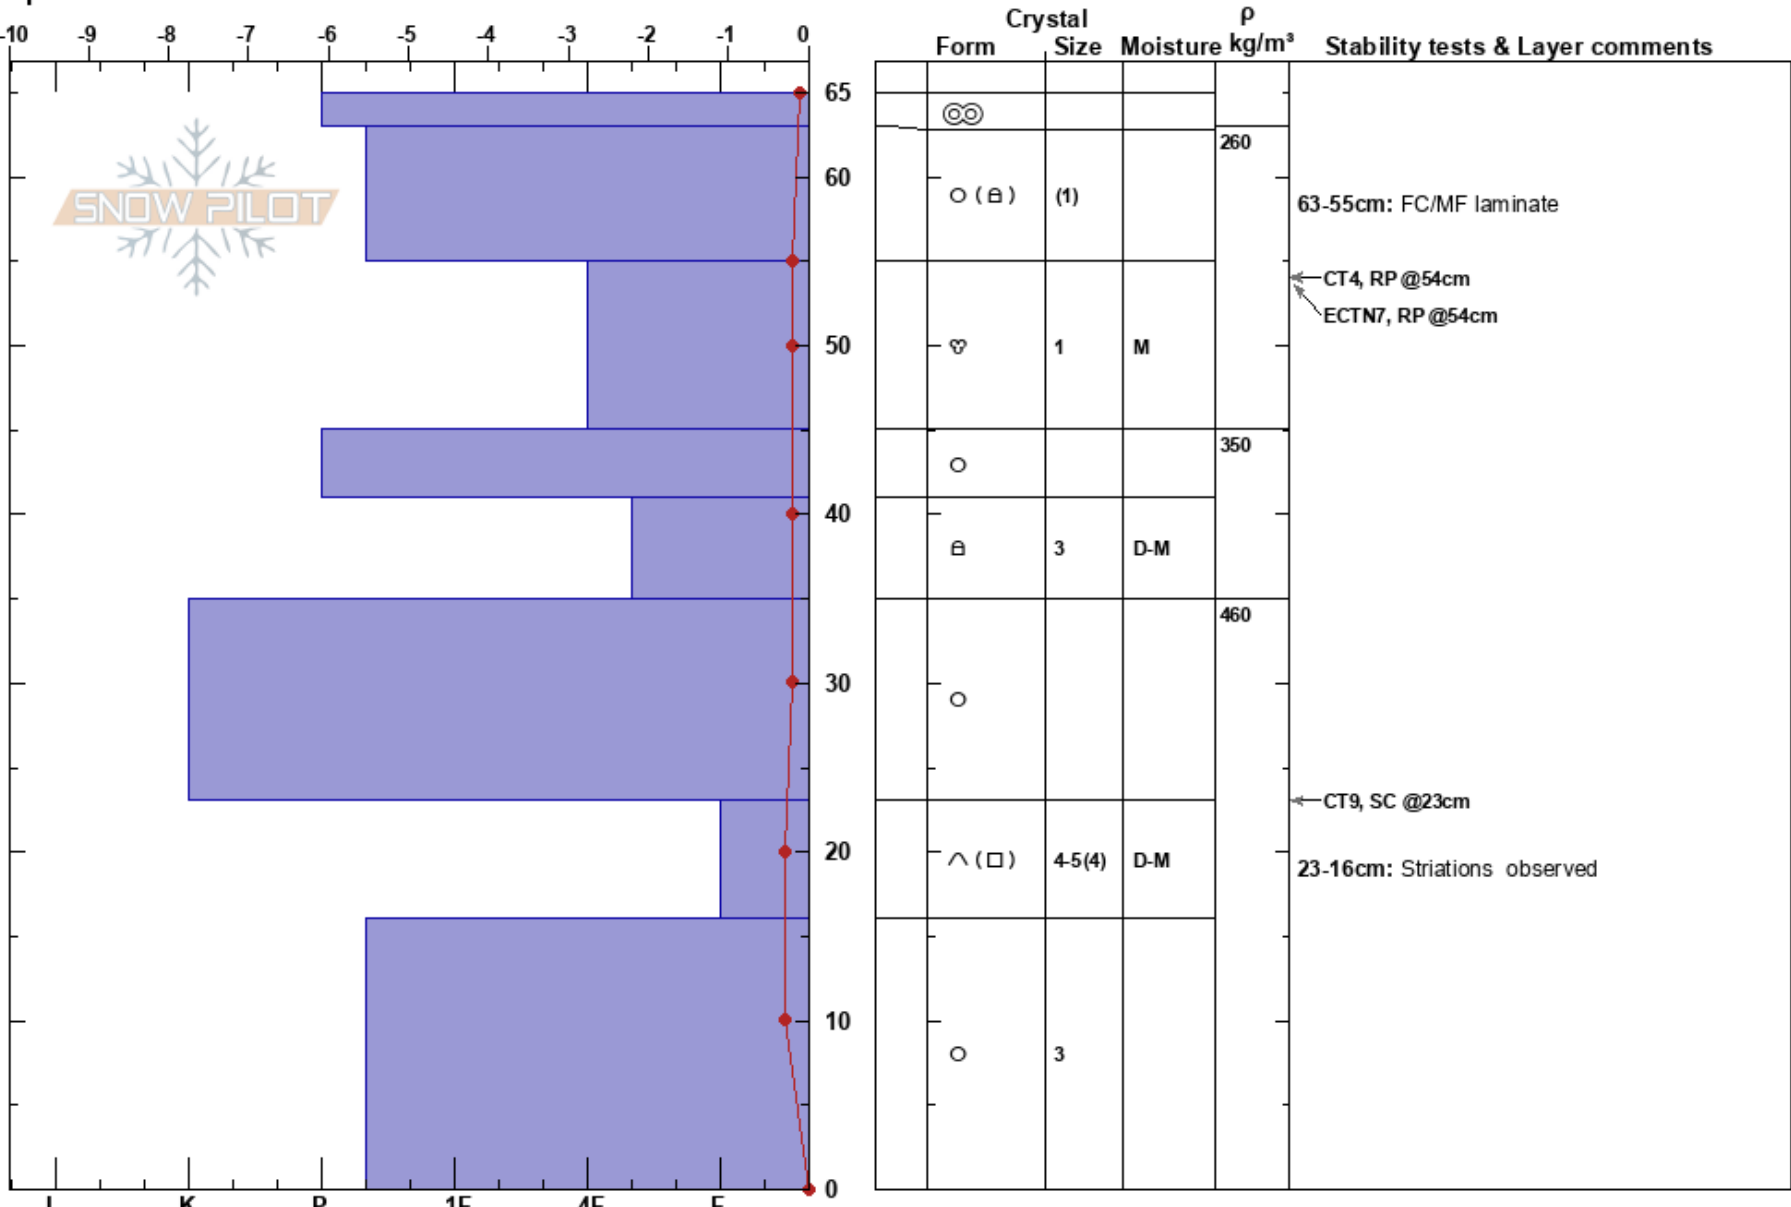 -10 -9 -8 -7 -6 -5 -4 -3 -2 -1 0
Crystal ρ
Form Size Moisture kg/m³ Stability tests & Layer comments
65
260
SNOW PILOT
60
(1)
63-55cm: FC/MF laminate
CT4, RP @54cm
ECTN7, RP @54cm
50
1 M
350
40
3 D-M
460
30
CT9, SC @23cm
20
4-5(4) D-M
23-16cm: Striations observed
10
3
0
I K P 1F 4F F